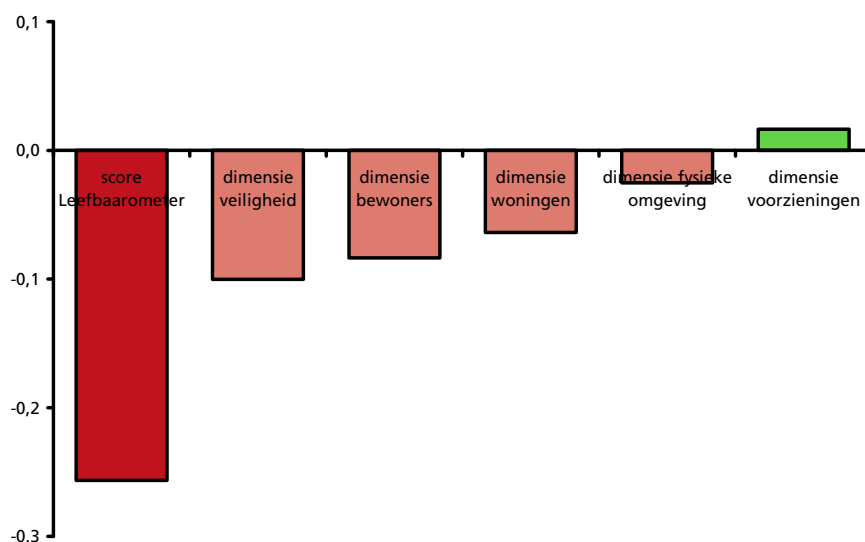 0,1
0,0
-0,1
-0,2
-0,3
score
Leefbaarometer
dimensie
veiligheid
dimensie
bewoners
dimensie
woningen
dimensie fysieke
omgeving
dimensie
voorzieningen